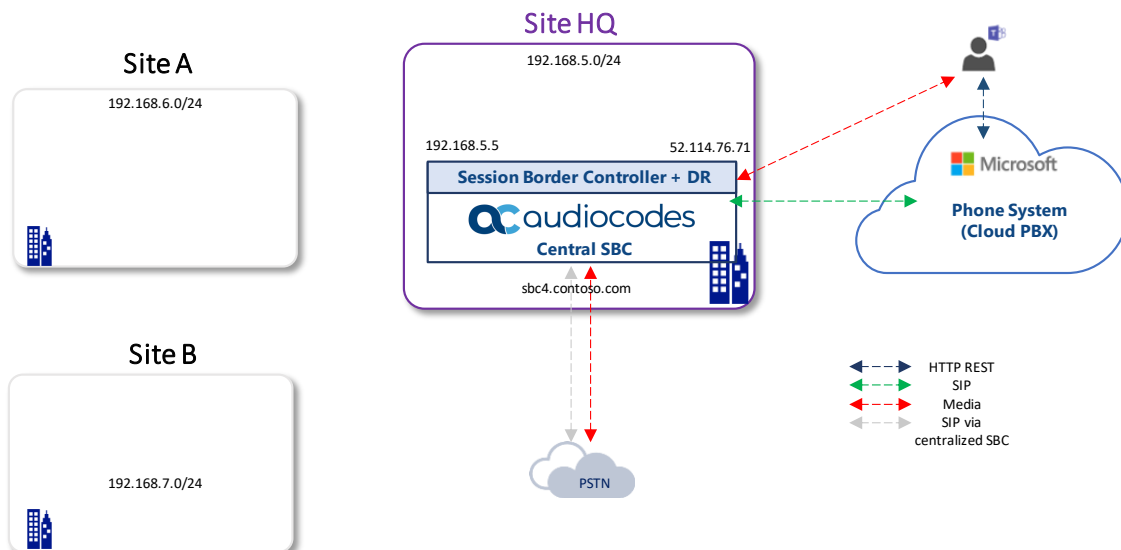 Site HQ
192.168.5.0/24
Site A
192.168.6.0/24
192.168.5.5
52.114.76.71
Session Border Controller + DR
audiocodes
Central SBC
sbc4.contoso.com
Microsoft
Phone System
(Cloud PBX)
Site B
192.168.7.0/24
HTTP REST
SIP
Media
SIP via
centralized SBC
PSTN